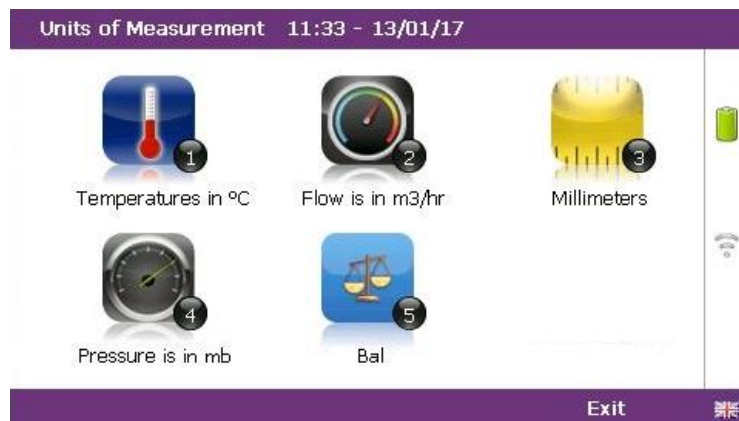 Units of Measurement 11:33 - 13/01/17
1
2
3
Temperatures in ºC
Flow is in m3/hr
Millimeters
4
5
Pressure is in mb
Bal
Exit